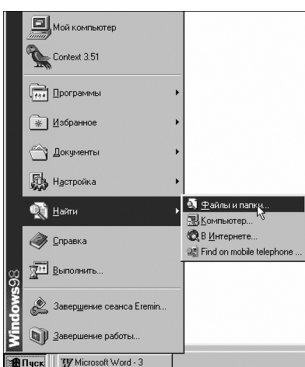 Мой компьютер
Context 3.51
Программы
Избранное
Документы
Настройка
Найти
Файлы и папки...
Компьютер...
В Интернете...
Find on mobile telephone ...
Справка
Выполнить...
Завершение сеанса Eremin...
Завершение работы...
Windows98
Пуск
Microsoft Word - 3